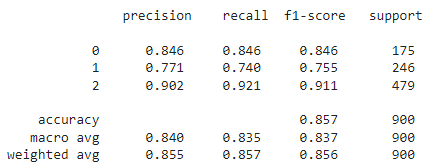 precision recall f1-score support
0 0.846 0.846 0.846 175
1 0.771 0.740 0.755 246
2 0.902 0.921 0.911 479
accuracy 0.857 900
macro avg 0.840 0.835 0.837 900
weighted avg 0.855 0.857 0.856 900